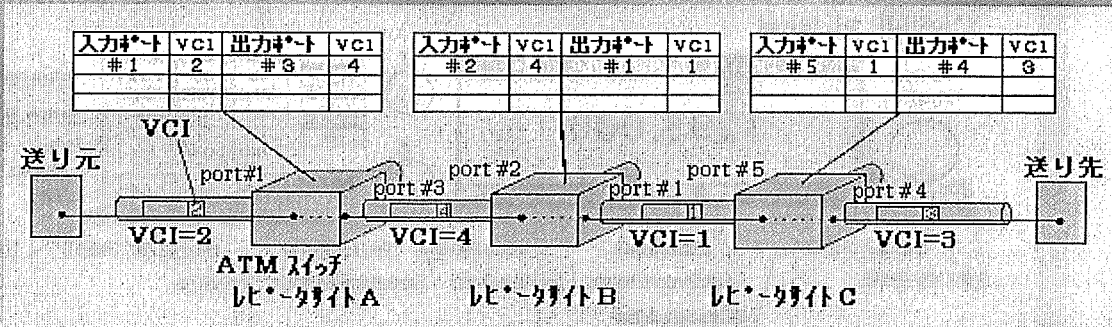 入力ポート VCI 出力ポート VCI
#1 2 #3 4
入力ポート VCI 出力ポート VCI
#2 4 #1 1
入力ポート VCI 出力ポート VCI
#5 1 #4 3
VCI
送り元
port#1
port #3
port #2
port #1
port #5
port #4
送り先
2
4
1
3
VCI=2
VCI=4
VCI=1
VCI=3
ATM スイッチ
レピータサイト A
レピータサイト B
レピータサイト C